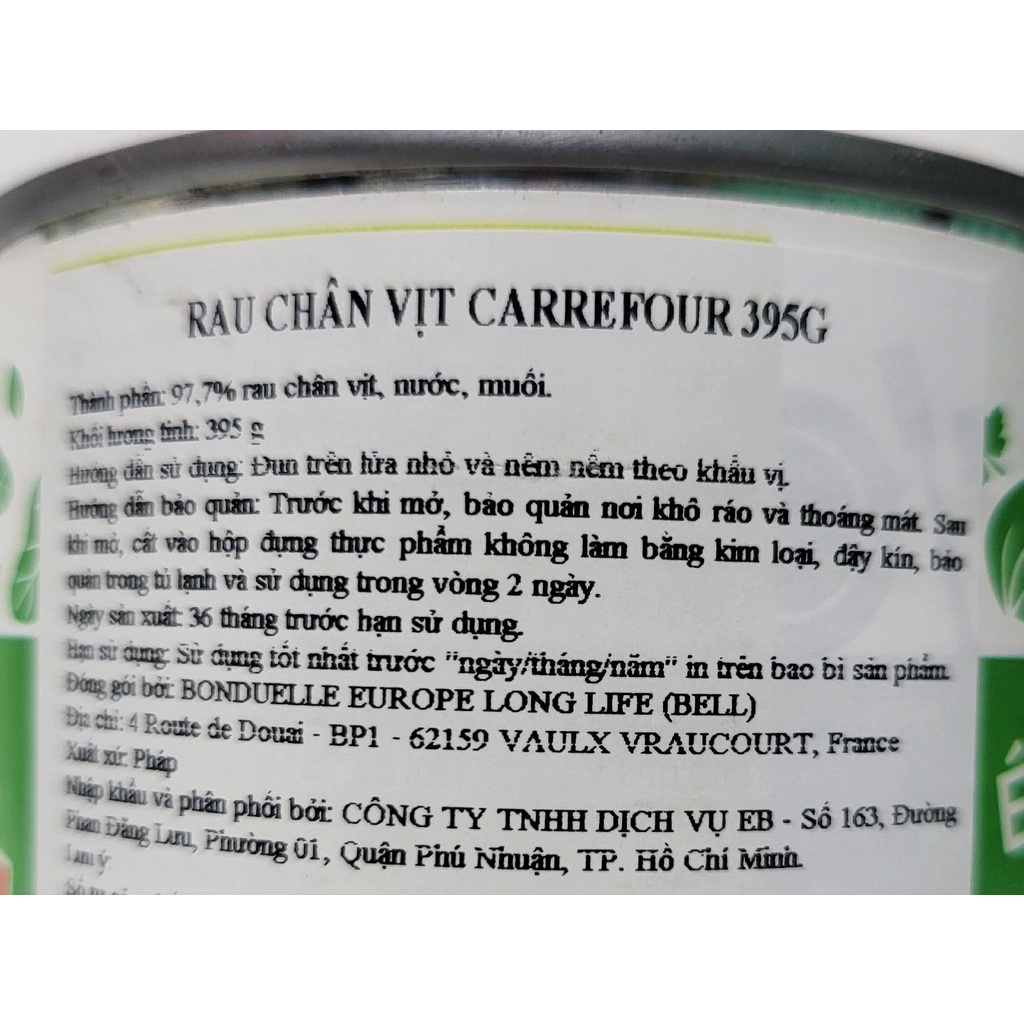 RAU CHÂN VỊT CARREFOUR 395G
Thành phần: 97,7% rau chân vịt, nước, muối.
Khối lượng tịnh: 395 g
Hướng dẫn sử dụng: Đun trên lửa nhỏ và nêm nếm theo khẩu vị.
Hướng dẫn bảo quản: Trước khi mở, bảo quản nơi khô ráo và thoáng mát. Sau
khi mở, cất vào hộp đựng thực phẩm không làm bằng kim loại, đậy kín, bảo
quản trong tủ lạnh và sử dụng trong vòng 2 ngày.
Ngày sản xuất: 36 tháng trước hạn sử dụng.
Hạn sử dụng: Sử dụng tốt nhất trước "ngày/tháng/năm" in trên bao bì sản phẩm.
Đóng gói bởi: BONDUELLE EUROPE LONG LIFE (BELL)
Địa chỉ: 4 Route de Douai - BP1 - 62159 VAULX VRAUCOURT, France
Xuất xứ: Pháp
Nhập khẩu và phân phối bởi: CÔNG TY TNHH DỊCH VỤ EB - Số 163, Đường
Phan Đăng Lưu, Phường 01, Quận Phú Nhuận, TP. Hồ Chí Minh.